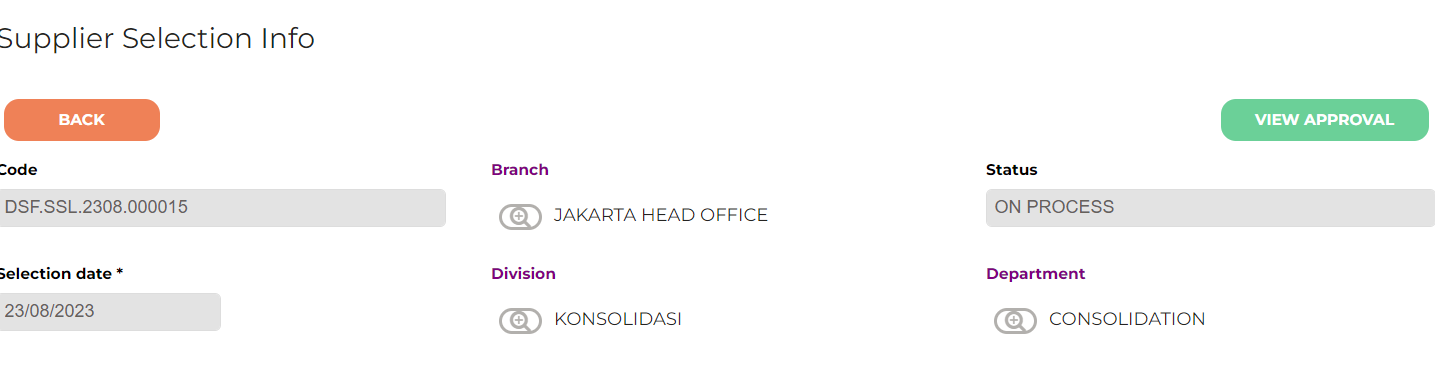 Supplier Selection Info
BACK
VIEW APPROVAL
Code
Branch
Status
DSF.SSL.2308.000015
JAKARTA HEAD OFFICE
ON PROCESS
Selection date *
Division
Department
23/08/2023
KONSOLIDASI
CONSOLIDATION